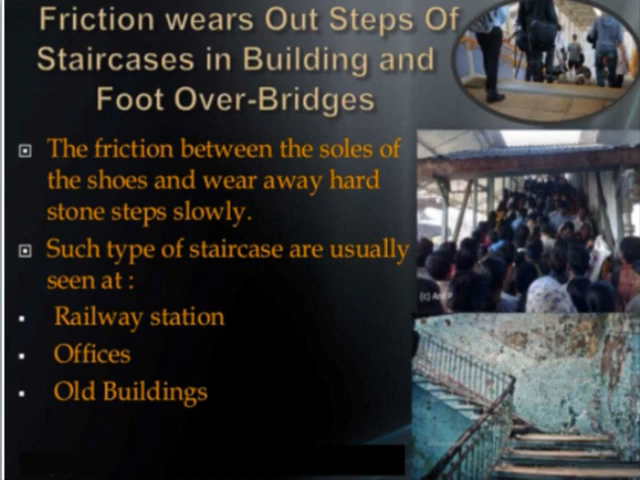 Friction wears Out Steps Of
Staircases in Building and
Foot Over-Bridges
The friction between the soles of
the shoes and wear away hard
stone steps slowly.
Such type of staircase are usually
seen at :
Railway station
Offices
Old Buildings
(c)